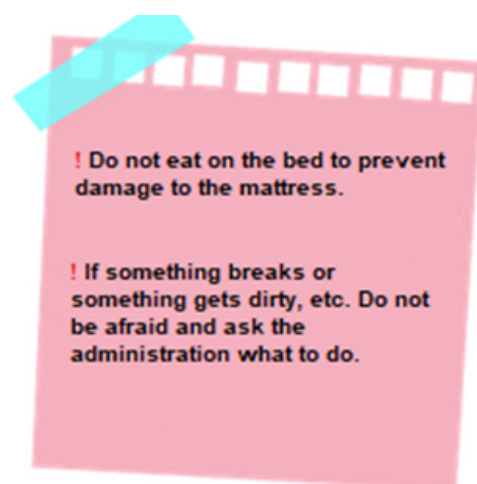 ! Do not eat on the bed to prevent
damage to the mattress.
! If something breaks or
something gets dirty, etc. Do not
be afraid and ask the
administration what to do.